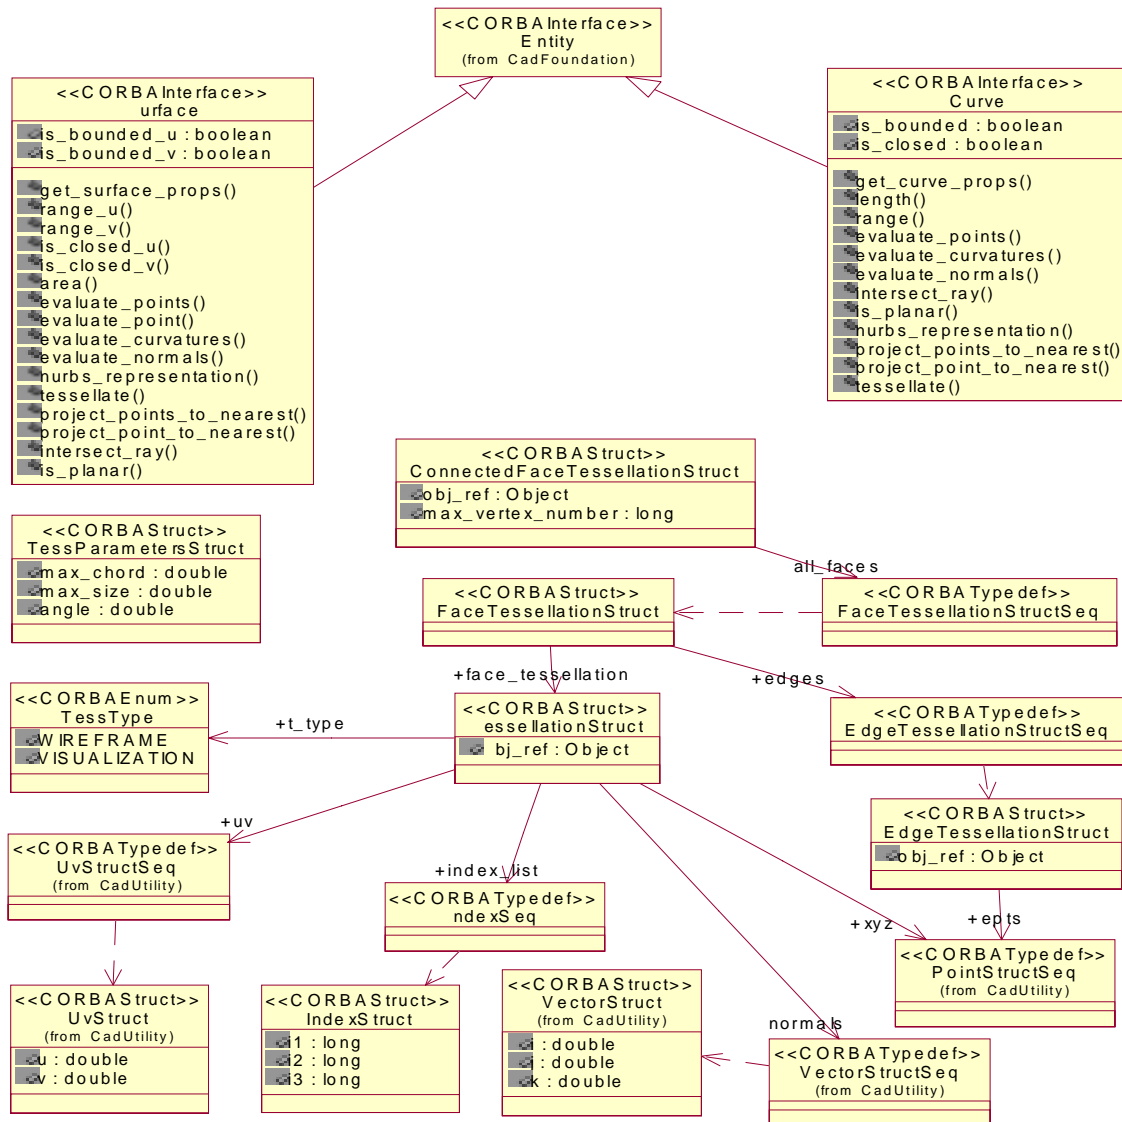 <<CORBAInterface>>
Entity
(from CadFoundation)
<<CORBAInterface>>
urface
is_bounded_u : boolean
is_bounded_v : boolean
get_surface_props()
range_u()
range_v()
is_closed_u()
is_closed_v()
area()
evaluate_points()
evaluate_point()
evaluate_curvatures()
evaluate_normals()
nurbs_representation()
tessellate()
project_points_to_nearest()
project_point_to_nearest()
intersect_ray()
is_planar()
<<CORBAInterface>>
Curve
is_bounded : boolean
is_closed : boolean
get_curve_props()
length()
range()
evaluate_points()
evaluate_curvatures()
evaluate_normals()
intersect_ray()
is_planar()
nurbs_representation()
project_points_to_nearest()
project_point_to_nearest()
tessellate()
<<CORBAStruct>>
ConnectedFaceTessellationStruct
obj_ref : Object
max_vertex_number : long
<<CORBAStruct>>
TessParametersStruct
max_chord : double
max_size : double
angle : double
all_faces
<<CORBAStruct>>
FaceTessellationStruct
<<CORBATypedef>>
FaceTessellationStructSeq
+face_tessellation
+edges
<<CORBAEnum>>
TessType
WIREFRAME
VISUALIZATION
+t_type
<<CORBAStruct>>
essellationStruct
bj_ref : Object
<<CORBATypedef>>
EdgeTessellationStructSeq
<<CORBAStruct>>
EdgeTessellationStruct
obj_ref : Object
+uv
<<CORBATypedef>>
UvStructSeq
(from CadUtility)
+index_list
<<CORBATypedef>>
ndexSeq
+xyz
+epts
<<CORBATypedef>>
PointStructSeq
(from CadUtility)
<<CORBAStruct>>
UvStruct
(from CadUtility)
u : double
v : double
<<CORBAStruct>>
IndexStruct
i1 : long
i2 : long
i3 : long
<<CORBAStruct>>
VectorStruct
(from CadUtility)
i : double
j : double
k : double
normals
<<CORBATypedef>>
VectorStructSeq
(from CadUtility)